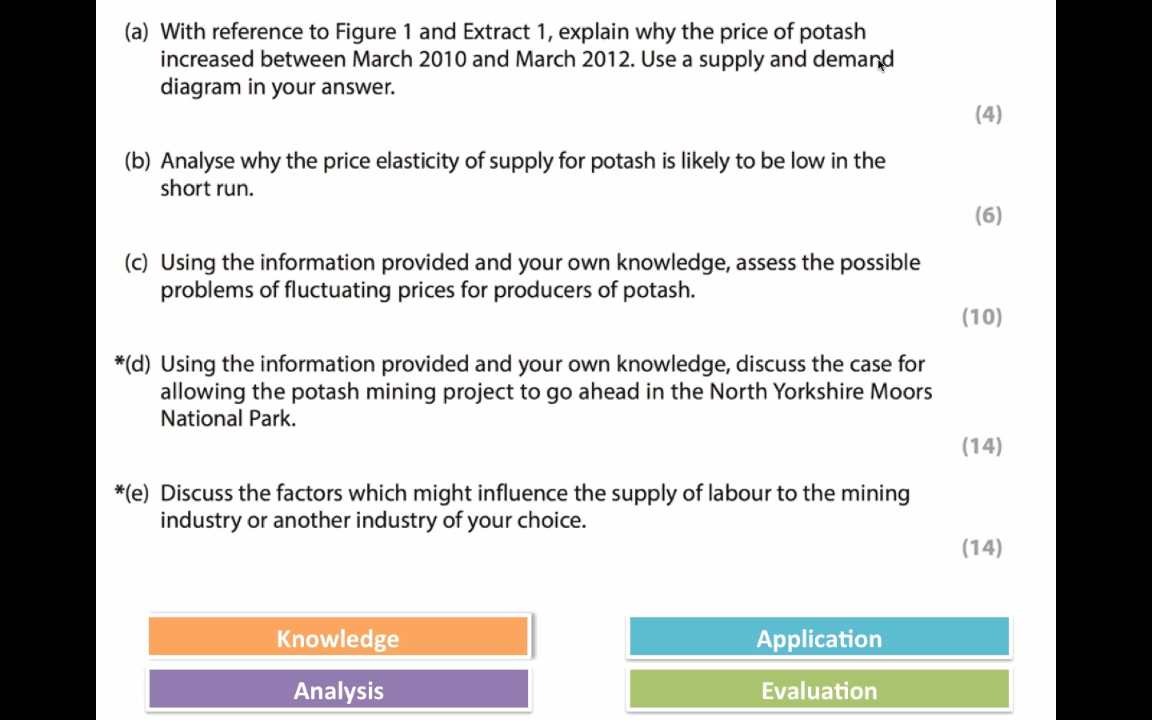 (a) With reference to Figure 1 and Extract 1, explain why the price of potash
increased between March 2010 and March 2012. Use a supply and demand
diagram in your answer.
(4)
(b) Analyse why the price elasticity of supply for potash is likely to be low in the
short run.
(6)
(c) Using the information provided and your own knowledge, assess the possible
problems of fluctuating prices for producers of potash.
(10)
*(d) Using the information provided and your own knowledge, discuss the case for
allowing the potash mining project to go ahead in the North Yorkshire Moors
National Park.
(14)
*(e) Discuss the factors which might influence the supply of labour to the mining
industry or another industry of your choice.
(14)
Knowledge Application
Analysis Evaluation